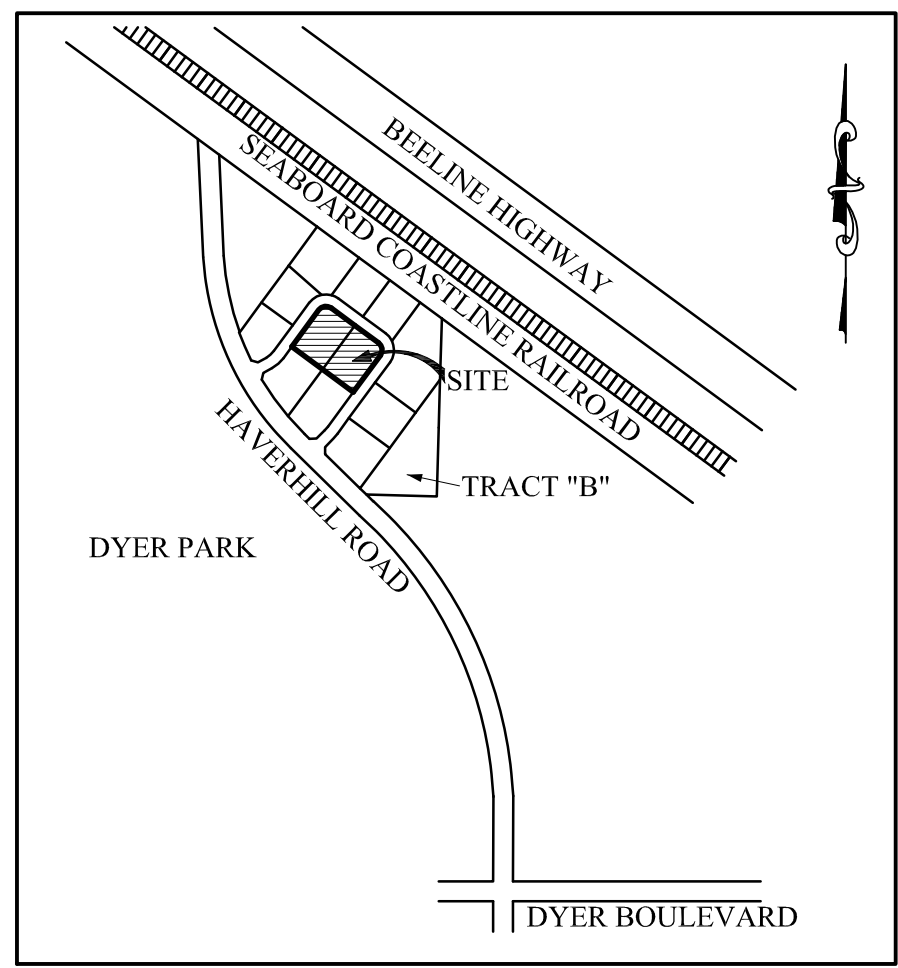 BEELINE HIGHWAY
SEABOARD COASTLINE RAILROAD
SITE
HAVERHILL ROAD
TRACT "B"
DYER PARK
DYER BOULEVARD